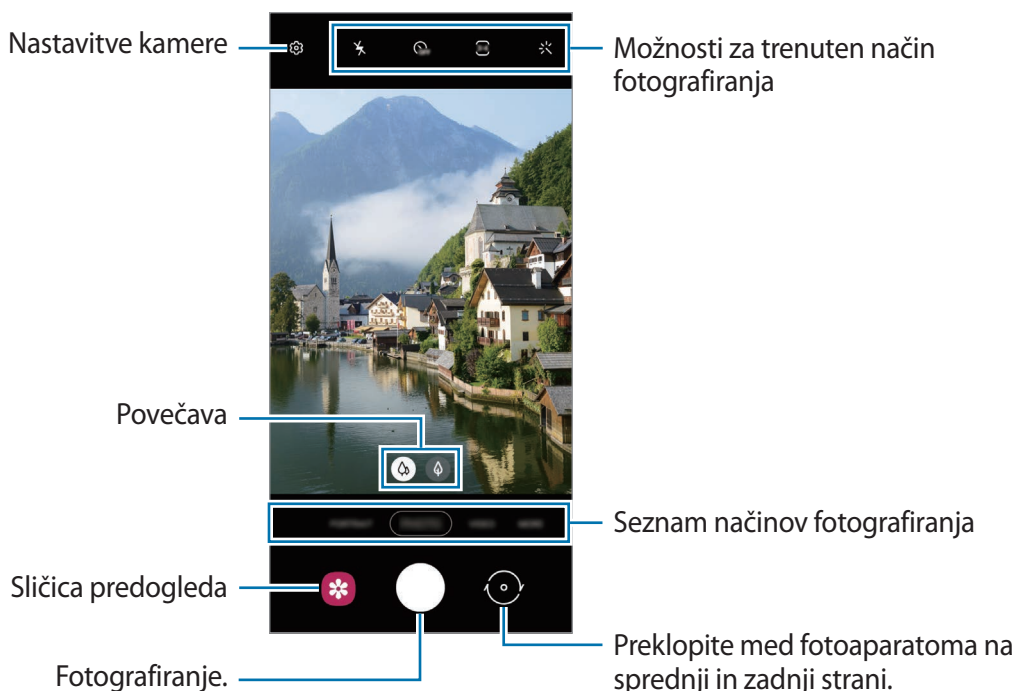 Nastavitve kamere
Možnosti za trenuten način
fotografiranja
Povečava
Seznam načinov fotografiranja
Sličica predogleda
Preklopite med fotoaparatoma na
sprednji in zadnji strani.
Fotografiranje.